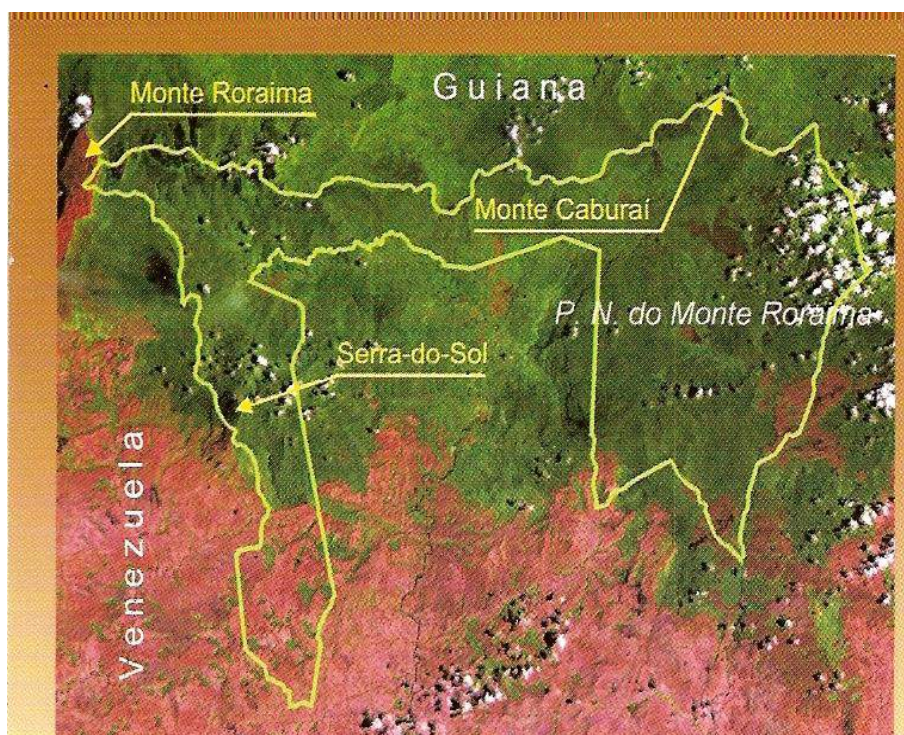 Guiana
Monte Roraima
Monte Caburaí
P. N. do Monte Roraima
Serra-do-Sol
Venezuela